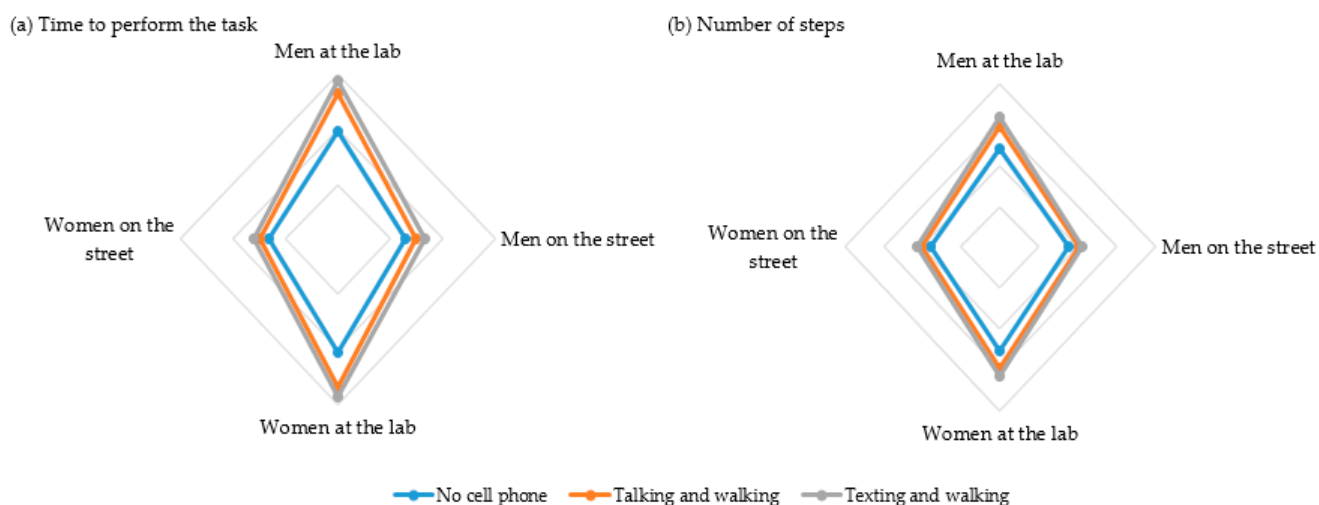 (a) Time to perform the task
Men at the lab
Women on the
street
Men on the street
Women at the lab
(b) Number of steps
Men at the lab
Women on the
street
Men on the street
Women at the lab
No cell phone
Talking and walking
Texting and walking